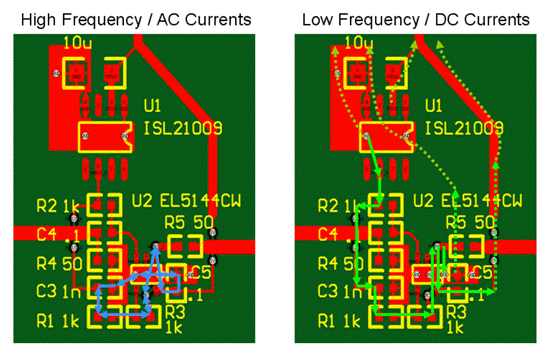 High Frequency / AC Currents
10u
U1
ISL21009
U2 EL5144CW
R2 1k
R5 50
C4 .1
R4 50
C5
C3 1n
.1
R1 1k
R3
1k
Low Frequency / DC Currents
10u
U1
ISL21009
U2 EL5144CW
R2 1k
R5 50
C4 .1
R4 50
C5
C3 1n
.1
R1 1k
R3
1k